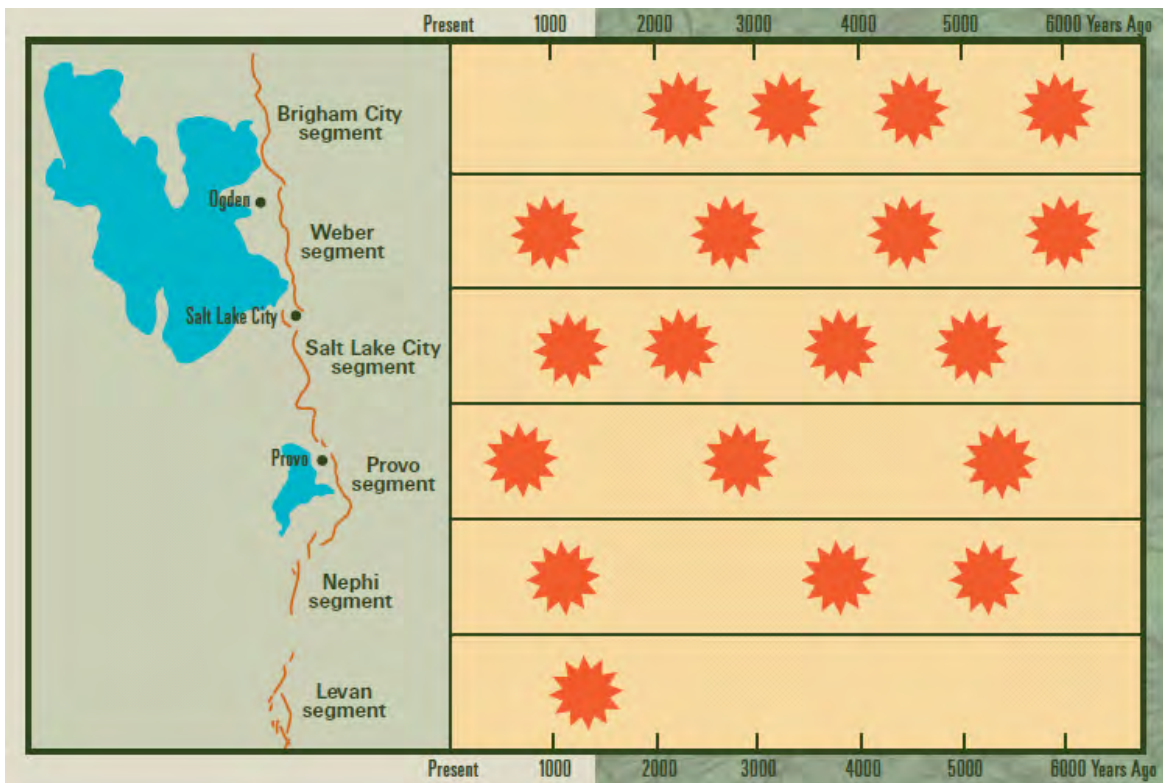 Present 1000 2000 3000 4000 5000 6000 Years Ago
Brigham City
segment
Ogden
Weber
segment
Salt Lake City
Salt Lake City
segment
Provo
Provo
segment
Nephi
segment
Levan
segment
Present 1000 2000 3000 4000 5000 6000 Years Ago